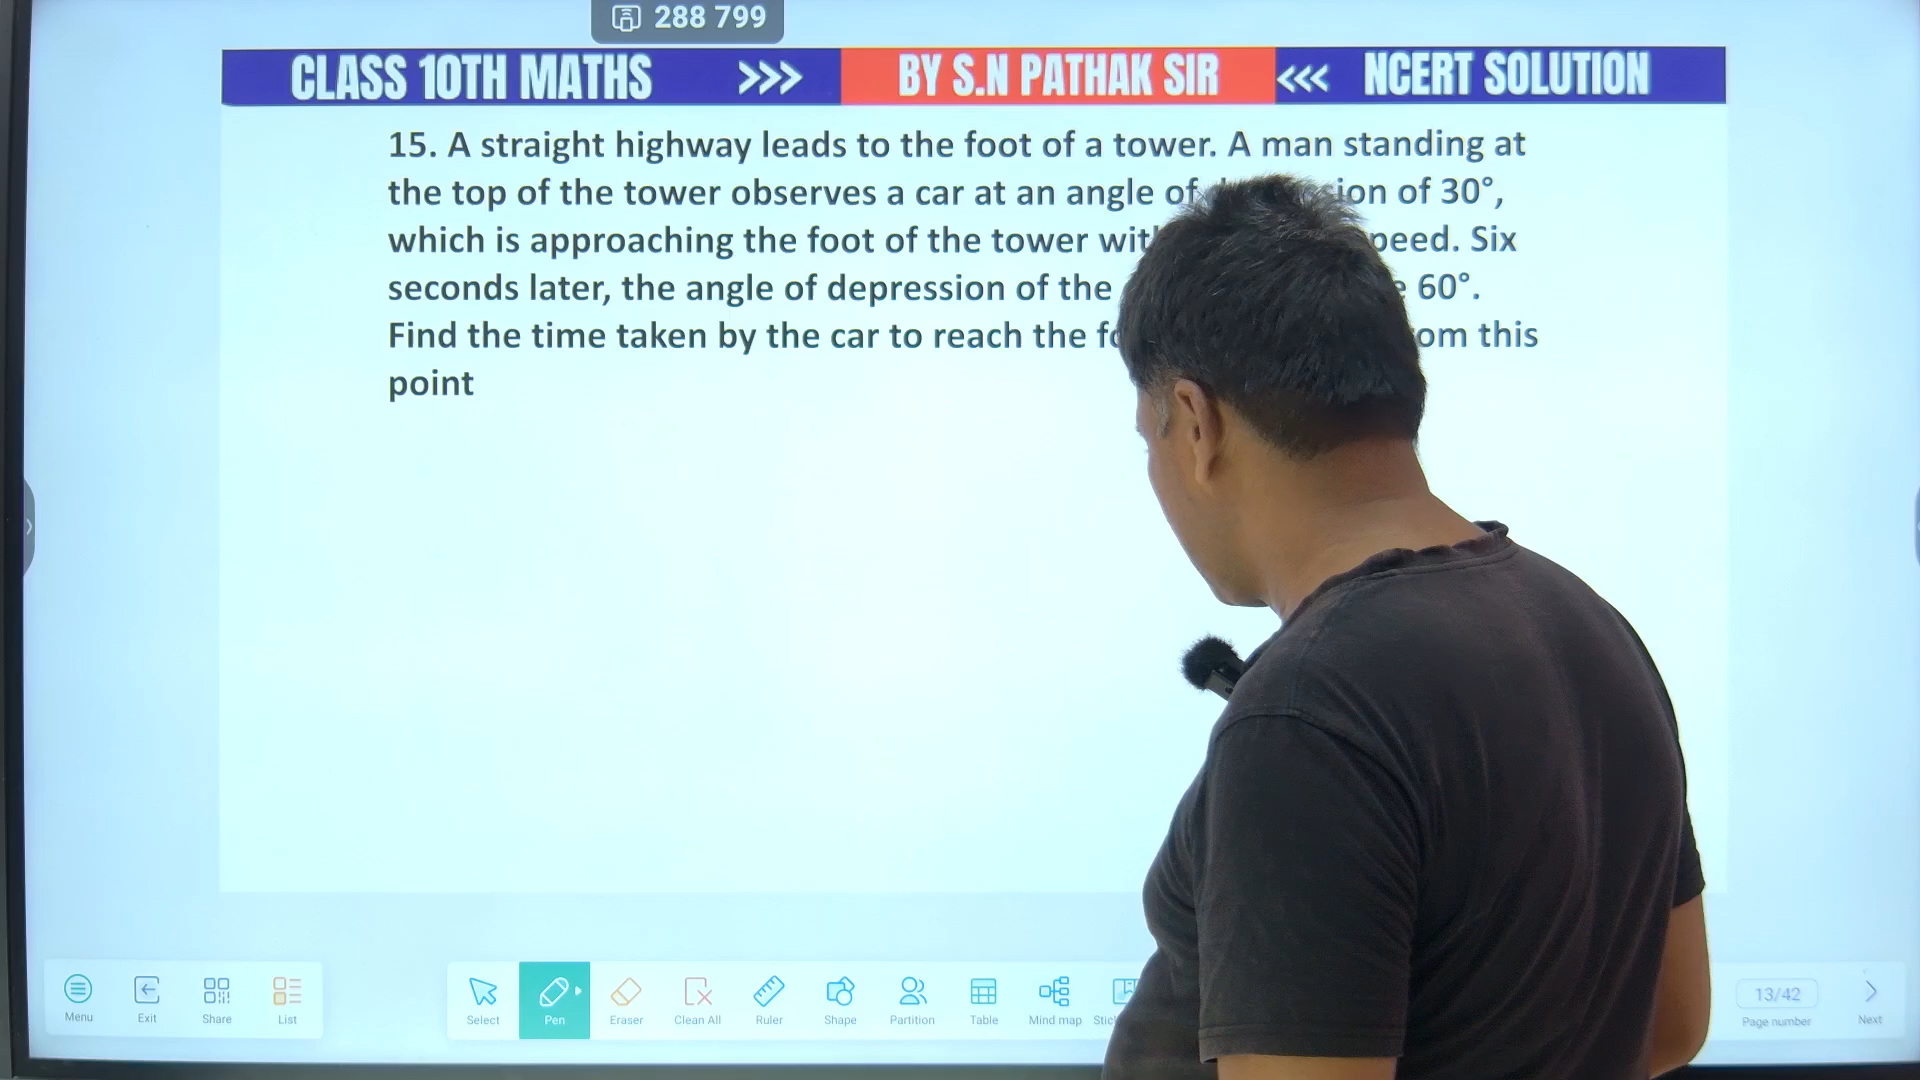 288 799
CLASS 10TH MATHS >>> BY S.N PATHAK SIR <<< NCERT SOLUTION
15. A straight highway leads to the foot of a tower. A man standing at
the top of the tower observes a car at an angle of of 30°,
which is approaching the foot of the tower Six
seconds later, the angle of depression of the 60°.
Find the time taken by the car to reach the this
point
Menu Exit Share List Select Pen Eraser Clean All Ruler Shape Partition Table Mind map 13/42 Page number Next